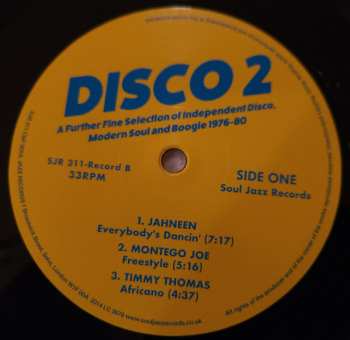 DISCO 2
A Further Fine Selection of Independent Disco,
Modern Soul and Boogie 1976-80
SJR 311-Record B
33RPM
SIDE ONE
Soul Jazz Records
1. JAHNEEN
Everybody's Dancin' (7:17)
2. MONTEGO JOE
Freestyle (5:16)
3. TIMMY THOMAS
Africano (4:37)